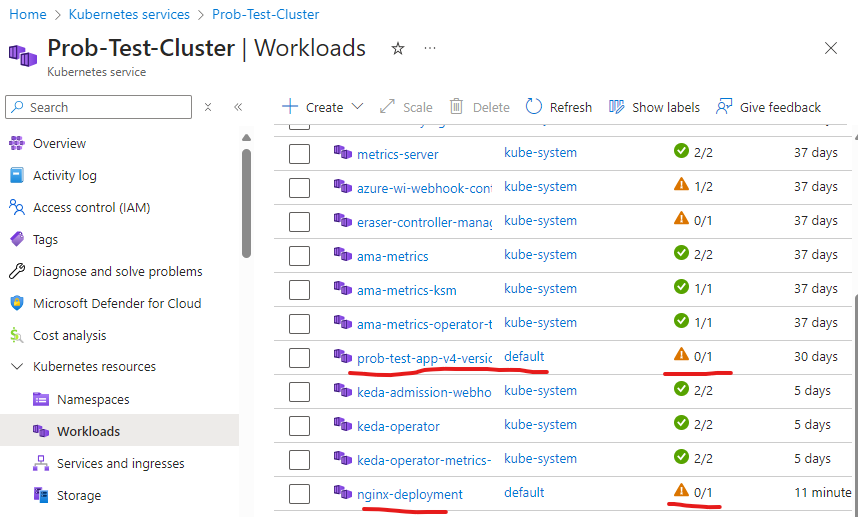 Home > Kubernetes services > Prob-Test-Cluster
Prob-Test-Cluster | Workloads
Kubernetes service
Search
Create
Scale
Delete
Refresh
Show labels
Give feedback
Overview
Activity log
Access control (IAM)
Tags
Diagnose and solve problems
Microsoft Defender for Cloud
Cost analysis
Kubernetes resources
Namespaces
Workloads
Services and ingresses
Storage
metrics-server kube-system 2/2 37 days
azure-wi-webhook-cont kube-system 1/2 37 days
eraser-controller-manag kube-system 0/1 37 days
ama-metrics kube-system 2/2 37 days
ama-metrics-ksm kube-system 1/1 37 days
ama-metrics-operator-t kube-system 1/1 37 days
prob-test-app-v4-versio default 0/1 30 days
keda-admission-webho kube-system 2/2 5 days
keda-operator kube-system 2/2 5 days
keda-operator-metrics- kube-system 2/2 5 days
nginx-deployment default 0/1 11 minute